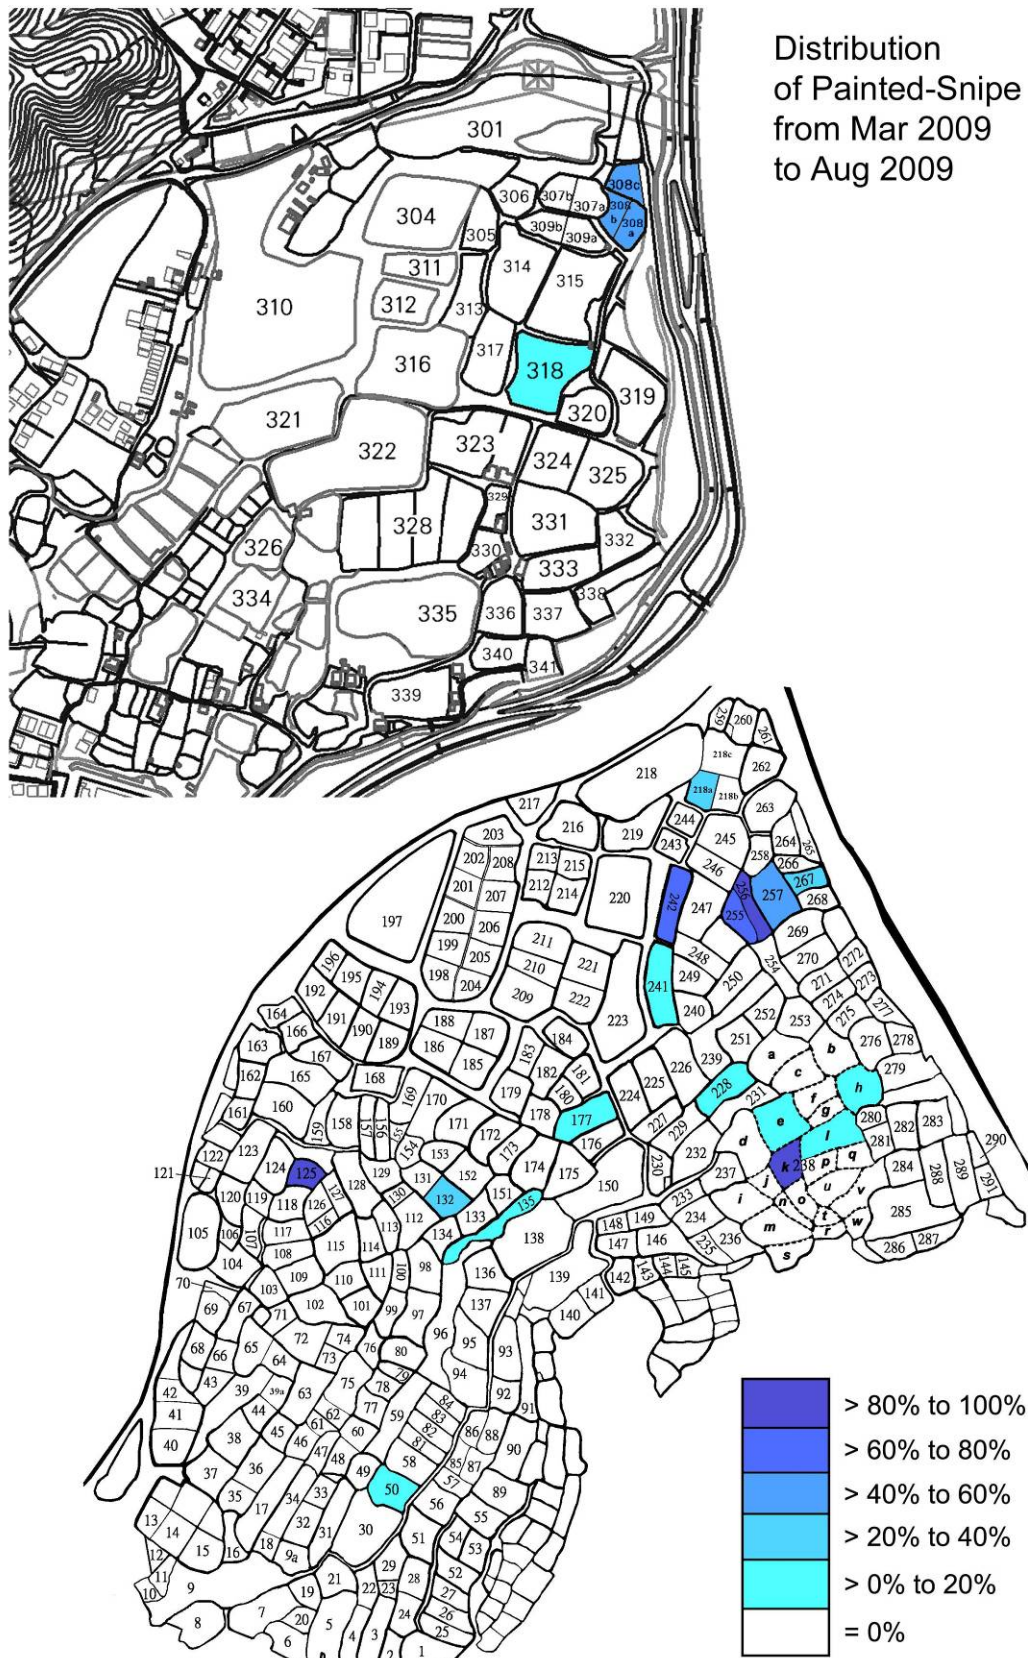 Distribution
of Painted-Snipe
from Mar 2009
to Aug 2009
301
304 305 306 307b 307a 308c
308 b 308 a
309b 309a
310 311 312 313 314 315
316 317 318 319 320
321 322 323 324 325
326 328 329 330 331 332
333 334 335 336 337 338
339 340 341
259 260 261
218 218c 262
218a 218b
217 216 219 244 245 263
203 243 264 265
202 208 213 215 246 258 266
201 207 212 214 220 242 247 256 255 257 267 268
197 200 206 211 221 269
199 205 210 248 254 270 272
196 195 198 204 209 222 241 249 250 271 273
192 194 193 223 240 274 277
164 191 190 189 188 187 252 253 275
166 186 185 183 184 226 239 251 276 278
163 167 182 181 225 a b
162 165 168 169 170 179 180 224 228 c 279
161 160 159 158 157 156 155 171 172 178 177 227 231 f h
g e 280 282 283
122 123 154 153 173 176 229 d l 281 290
121 124 125 128 129 131 152 174 175 230 232 k 238 p q 284 288 289 291
120 119 118 126 127 130 132 151 135 150 237 j u v
105 106 107 117 116 113 112 133 134 233 i n o 285
104 108 115 114 98 138 148 149 234 m t w
70 103 109 110 111 100 136 147 146 235 236 r 286 287
69 67 71 102 101 99 97 139 142 143 144 145 s
68 66 65 72 74 76 80 96 137 141
42 43 64 73 79 95 93 140
41 39 39a 63 75 78 94 92
40 38 44 62 77 59 84 91
45 61 60 83 86 88 90
37 36 46 47 48 82
35 49 58 81 85 87
13 14 17 34 33 50 57 89
12 15 32 31 30 56 55
11 16 18 9a 51 54 53
10 9 29 28 52
8 19 21 22 23 27
7 20 5 24 26
6 4 3 2 1 25
> 80% to 100%
> 60% to 80%
> 40% to 60%
> 20% to 40%
> 0% to 20%
= 0%